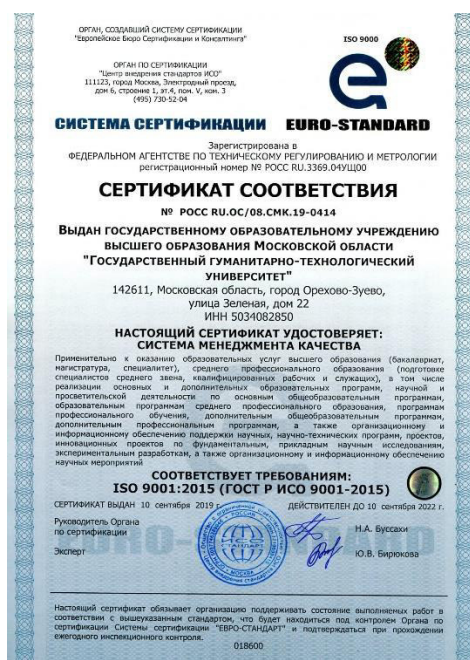 ОРГАН, СОЗДАВШИЙ СИСТЕМУ СЕРТИФИКАЦИИ
"Европейское Бюро Сертификации и Консалтинга"
ОРГАН ПО СЕРТИФИКАЦИИ
"Центр внедрения стандартов ИСО"
111123, город Москва, Электродный проезд,
дом 6, строение 1, эт.4, пом. V, ком. 3
(495) 730-52-04
ISO 9000
e
СИСТЕМА СЕРТИФИКАЦИИ EURO-STANDARD
Зарегистрирована в
ФЕДЕРАЛЬНОМ АГЕНТСТВЕ ПО ТЕХНИЧЕСКОМУ РЕГУЛИРОВАНИЮ И МЕТРОЛОГИИ
регистрационный номер № РОСС RU.3369.04УЩ00
СЕРТИФИКАТ СООТВЕТСТВИЯ
№ РОСС RU.ОС/08.СМК.19-0414
ВЫДАН ГОСУДАРСТВЕННОМУ ОБРАЗОВАТЕЛЬНОМУ УЧРЕЖДЕНИЮ
ВЫСШЕГО ОБРАЗОВАНИЯ МОСКОВСКОЙ ОБЛАСТИ
"ГОСУДАРСТВЕННЫЙ ГУМАНИТАРНО-ТЕХНОЛОГИЧЕСКИЙ
УНИВЕРСИТЕТ"
142611, Московская область, город Орехово-Зуево,
улица Зеленая, дом 22
ИНН 5034082850
НАСТОЯЩИЙ СЕРТИФИКАТ УДОСТОВЕРЯЕТ:
СИСТЕМА МЕНЕДЖМЕНТА КАЧЕСТВА
Применительно к оказанию образовательных услуг высшего образования (бакалавриат,
магистратура, специалитет), среднего профессионального образования (подготовке
специалистов среднего звена, квалифицированных рабочих и служащих), в том числе
реализации основных и дополнительных образовательных программ, научной и
просветительской деятельности по основным общеобразовательным программам,
образовательным программам среднего профессионального образования, программам
профессионального обучения, дополнительным общеобразовательным программам,
дополнительным профессиональным программам, а также организационному и
информационному обеспечению поддержки научных, научно-технических программ, проектов,
инновационных проектов по фундаментальным, прикладным научным исследованиям,
экспериментальным разработкам, а также организационному и информационному обеспечению
научных мероприятий
СООТВЕТСТВУЕТ ТРЕБОВАНИЯМ:
ISO 9001:2015 (ГОСТ Р ИСО 9001-2015)
СЕРТИФИКАТ ВЫДАН 10 сентября 2019 г. ДЕЙСТВИТЕЛЕН ДО 10 сентября 2022 г.
Руководитель Органа
по сертификации
Н.А. Буссахи
Эксперт
Ю.В. Бирюкова
МОСКВА
EURO-STANDARD
Настоящий сертификат обязывает организацию поддерживать состояние выполняемых работ в
соответствии с вышеуказанным стандартом, что будет находиться под контролем Органа по
сертификации Системы сертификации "ЕВРО-СТАНДАРТ" и подтверждаться при прохождении
ежегодного инспекционного контроля.
018600